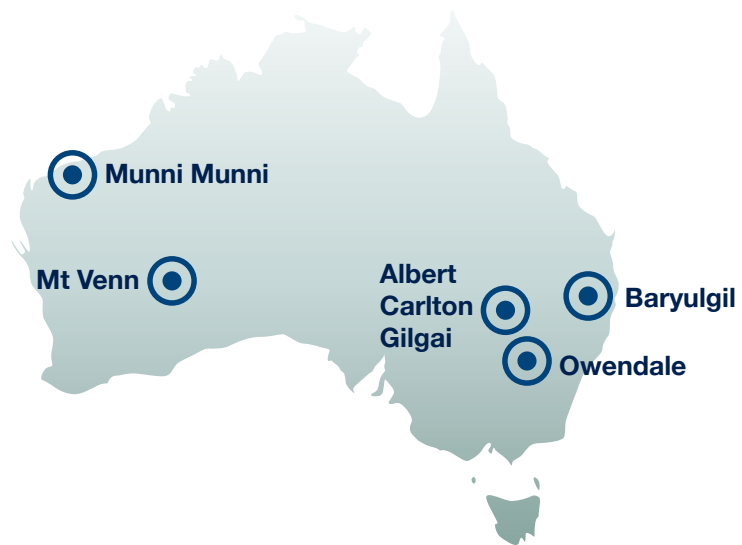 Munni Munni
Mt Venn
Albert
Carlton
Gilgai
Baryulgil
Owendale